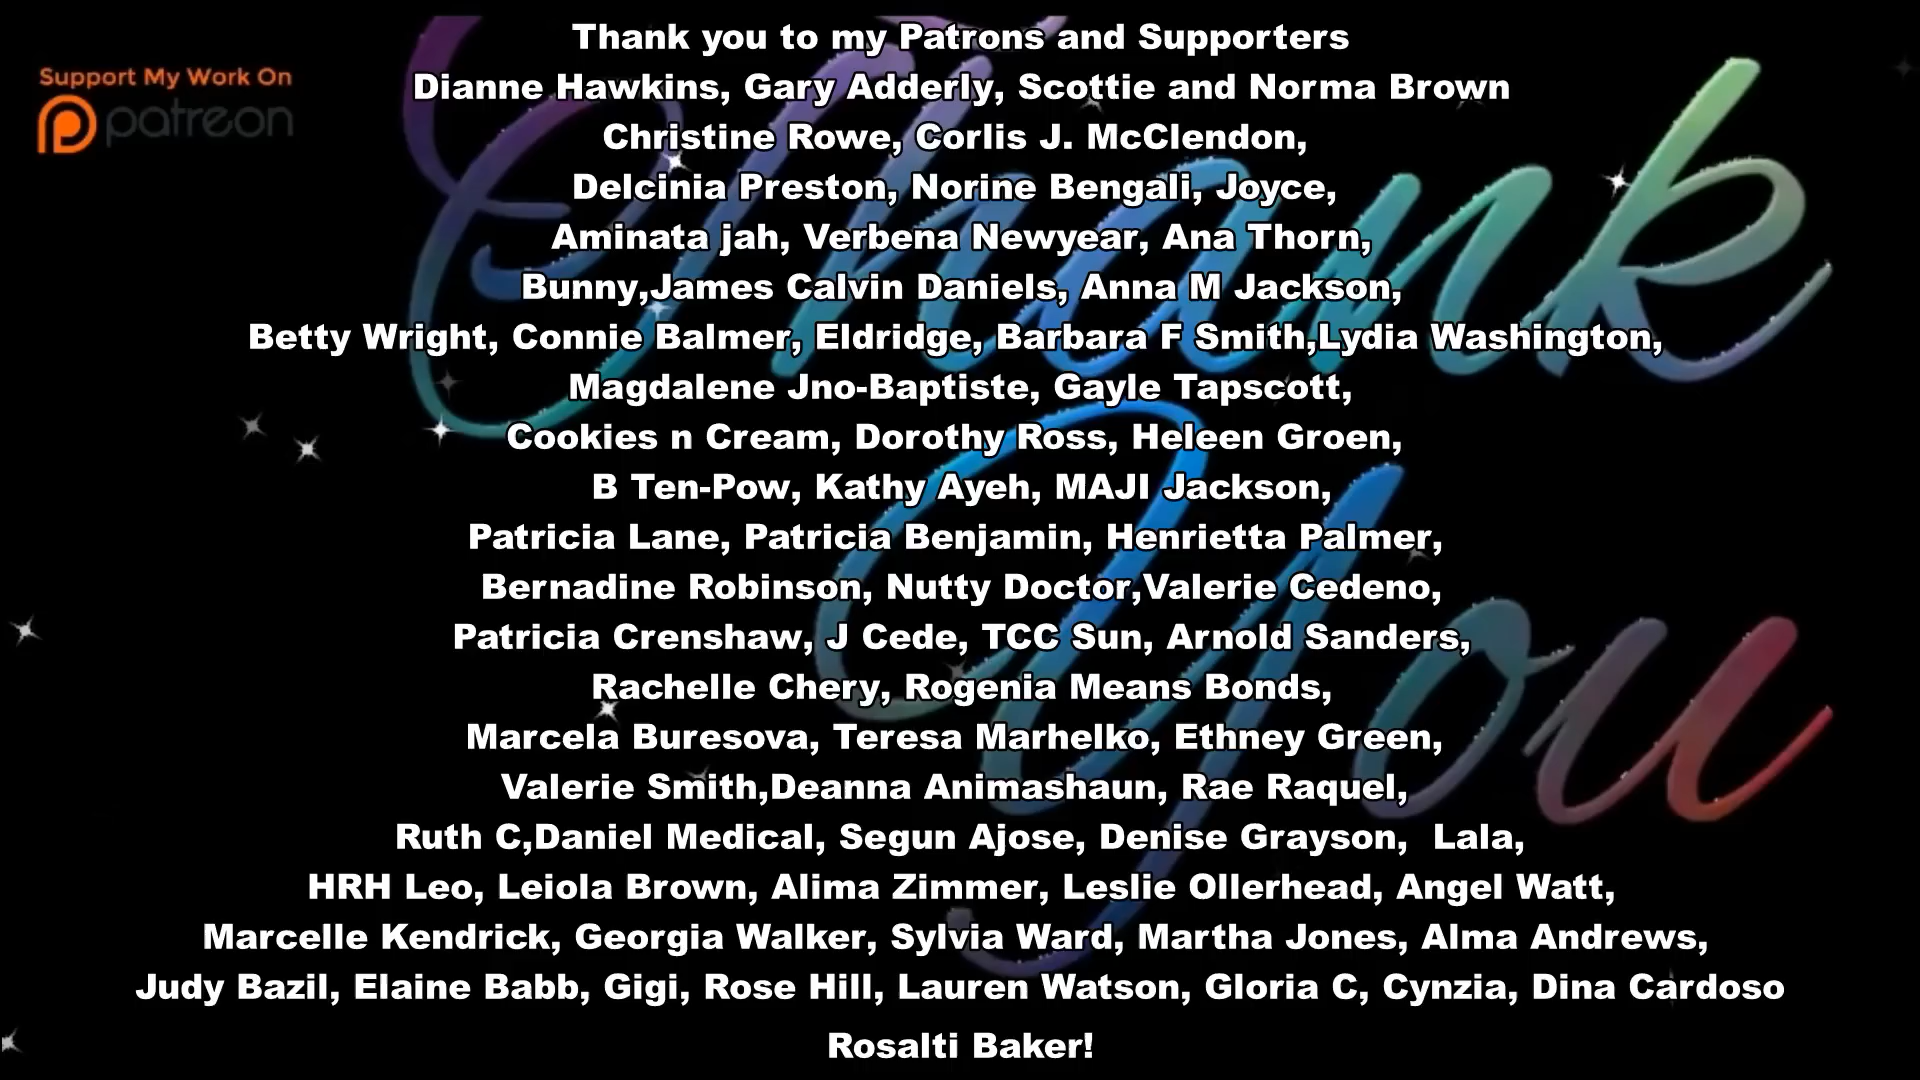 Thank you to my Patrons and Supporters
Support My Work On
patreon
Dianne Hawkins, Gary Adderly, Scottie and Norma Brown
Christine Rowe, Corlis J. McClendon,
Delcinia Preston, Norine Bengali, Joyce,
Aminata jah, Verbena Newyear, Ana Thorn,
Bunny,James Calvin Daniels, Anna M Jackson,
Betty Wright, Connie Balmer, Eldridge, Barbara F Smith,Lydia Washington,
Magdalene Jno-Baptiste, Gayle Tapscott,
Cookies n Cream, Dorothy Ross, Heleen Groen,
B Ten-Pow, Kathy Ayeh, MAJI Jackson,
Patricia Lane, Patricia Benjamin, Henrietta Palmer,
Bernadine Robinson, Nutty Doctor,Valerie Cedeno,
Patricia Crenshaw, J Cede, TCC Sun, Arnold Sanders,
Rachelle Chery, Rogenia Means Bonds,
Marcela Buresova, Teresa Marhelko, Ethney Green,
Valerie Smith,Deanna Animashaun, Rae Raquel,
Ruth C,Daniel Medical, Segun Ajose, Denise Grayson,  Lala,
HRH Leo, Leiola Brown, Alima Zimmer, Leslie Ollerhead, Angel Watt,
Marcelle Kendrick, Georgia Walker, Sylvia Ward, Martha Jones, Alma Andrews,
Judy Bazil, Elaine Babb, Gigi, Rose Hill, Lauren Watson, Gloria C, Cynzia, Dina Cardoso
Rosalti Baker!
Thank
You